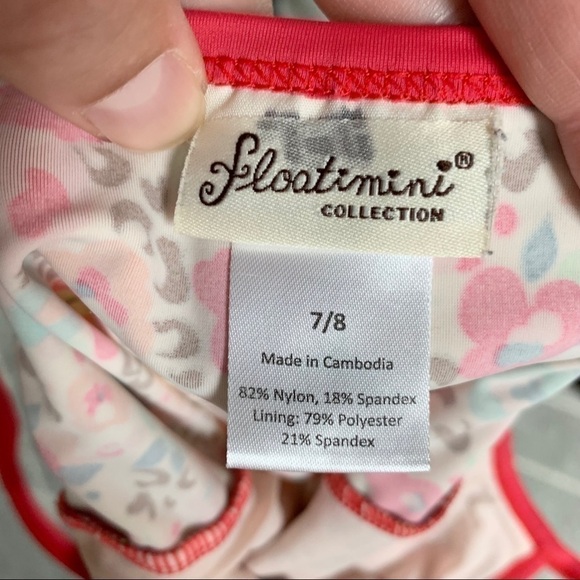 floatimini®
COLLECTION
7/8
Made in Cambodia
82% Nylon, 18% Spandex
Lining: 79% Polyester
21% Spandex